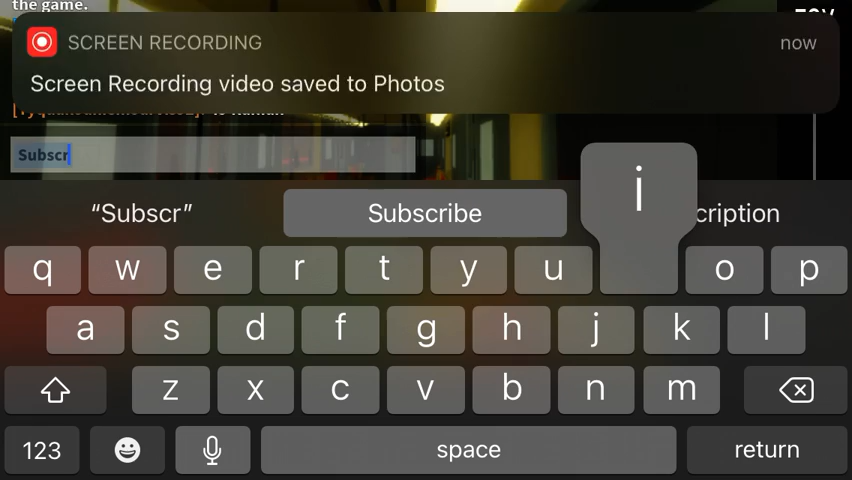 the game.
SCREEN RECORDING now
Screen Recording video saved to Photos
Subscr
“Subscr” Subscribe cription
i
q w e r t y u o p
a s d f g h j k l
z x c v b n m
123 space return